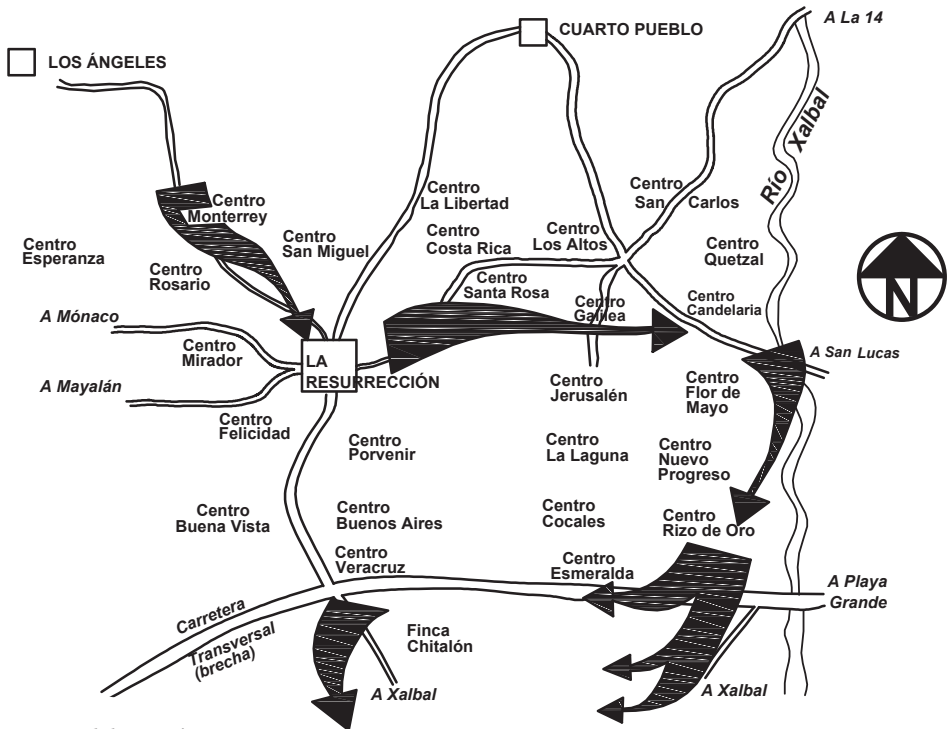 A La 14
CUARTO PUEBLO
LOS ÁNGELES
Río Xalbal
Centro
Monterrey
Centro
La Libertad
Centro
San Carlos
Centro
Esperanza
Centro
San Miguel
Centro
Costa Rica
Centro
Los Altos
Centro
Quetzal
Centro
Rosario
Centro
Santa Rosa
Centro
Galilea
Centro
Candelaria
N
A Mónaco
Centro
Mirador
LA
RESURRECCIÓN
A San Lucas
A Mayalán
Centro
Jerusalén
Centro
Flor de
Mayo
Centro
Felicidad
Centro
Porvenir
Centro
La Laguna
Centro
Nuevo
Progreso
Centro
Buena Vista
Centro
Buenos Aires
Centro
Cocales
Centro
Rizo de Oro
Centro
Veracruz
Centro
Esmeralda
A Playa
Grande
Carretera
Transversal
(brecha)
Finca
Chitalón
A Xalbal
A Xalbal